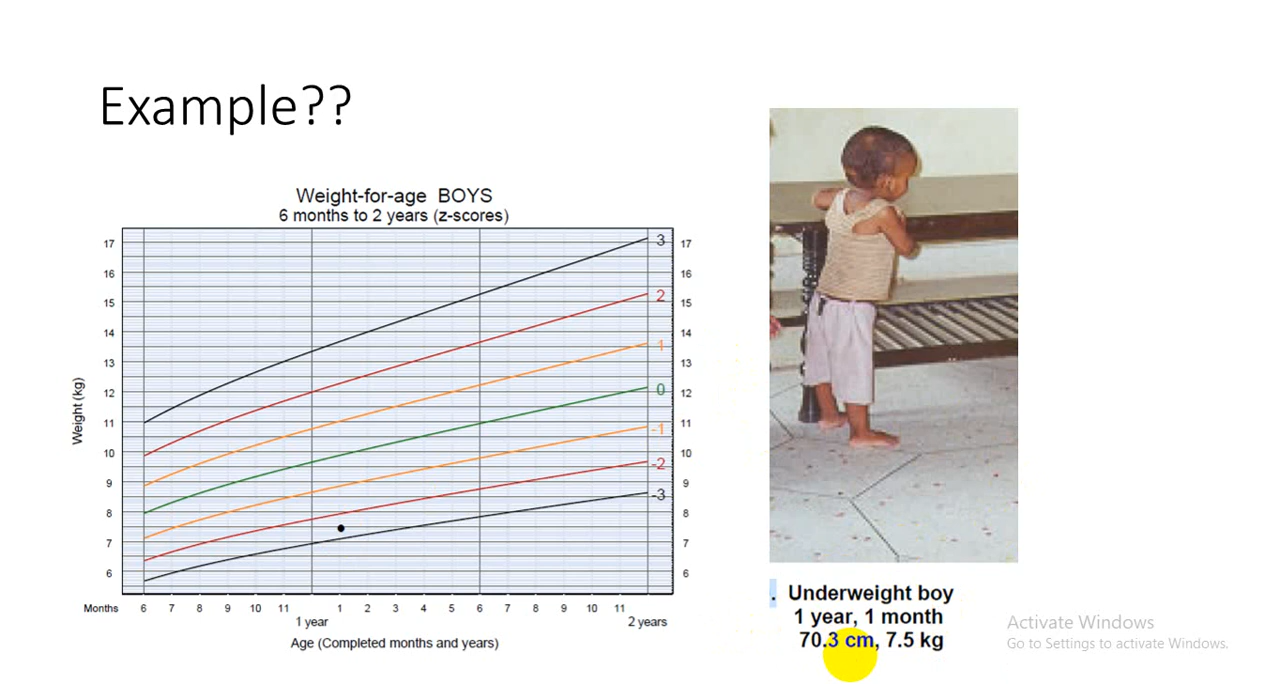 Example??
Weight-for-age BOYS
6 months to 2 years (z-scores)
17 3 17
16 16
15 2 15
14 14
13 1 13
12 0 12
11 -1 11
10 -2 10
9 -3 9
8 8
7 7
6 6
Weight (kg)
Months 6 7 8 9 10 11 1 2 3 4 5 6 7 8 9 10 11
1 year 2 years
Age (Completed months and years)
. Underweight boy
1 year, 1 month
70.3 cm, 7.5 kg
Activate Windows
Go to Settings to activate Windows.